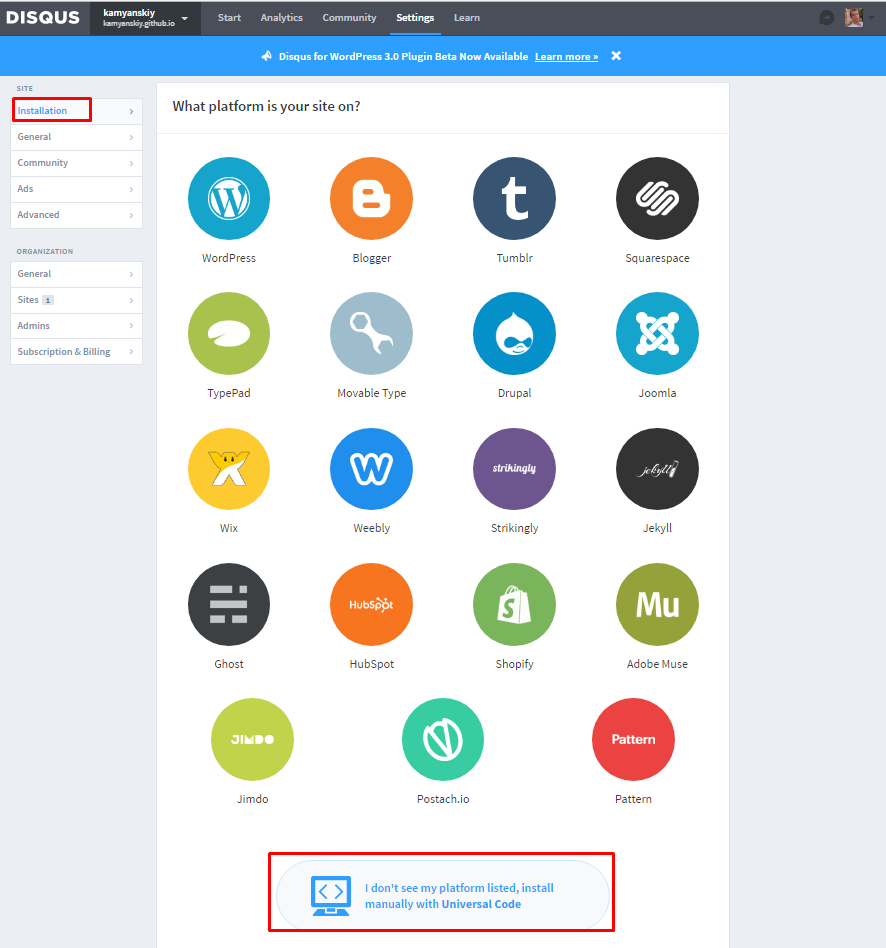 DISQUS
kamyanskiy
kamyanskiy.github.io
Start
Analytics
Community
Settings
Learn
Disqus for WordPress 3.0 Plugin Beta Now Available Learn more »
SITE
Installation
General
Community
Ads
Advanced
ORGANIZATION
General
Sites 1
Admins
Subscription & Billing
What platform is your site on?
WordPress
Blogger
Tumblr
Squarespace
TypePad
Movable Type
Drupal
Joomla
strikingly
jekyll
Wix
Weebly
Strikingly
Jekyll
HubSpot
Mu
Ghost
HubSpot
Shopify
Adobe Muse
JIMDO
Pattern
Jimdo
Postach.io
Pattern
I don't see my platform listed, install
manually with Universal Code